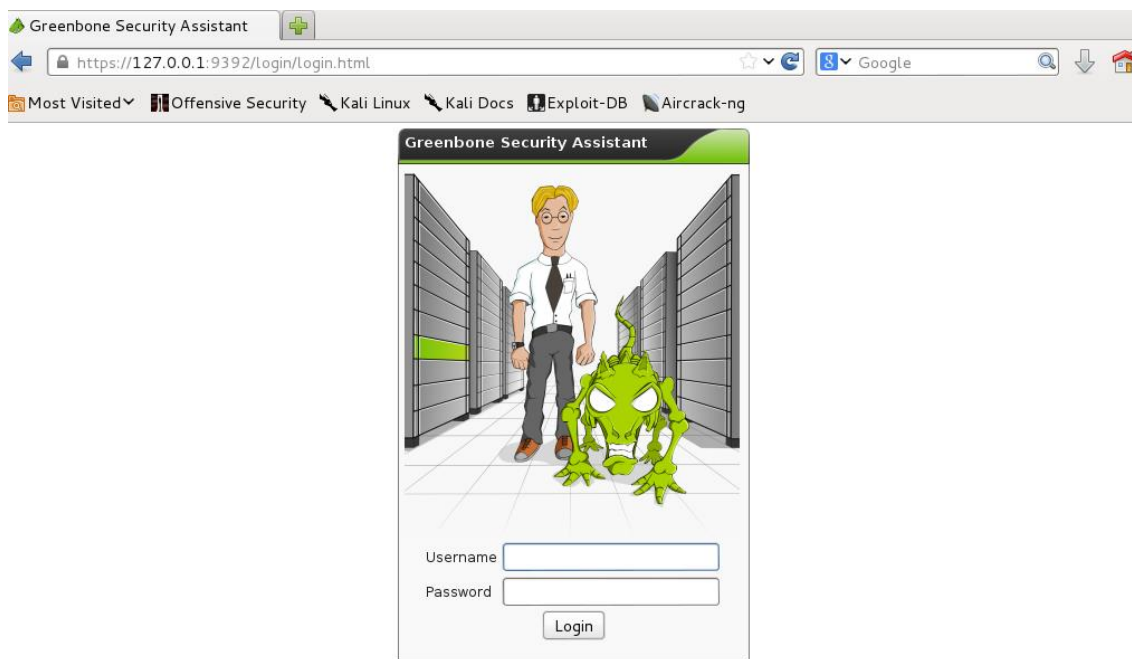 Greenbone Security Assistant
https://127.0.0.1:9392/login/login.html
8 Google
Most Visited Offensive Security Kali Linux Kali Docs Exploit-DB Aircrack-ng
Greenbone Security Assistant
Username
Password
Login